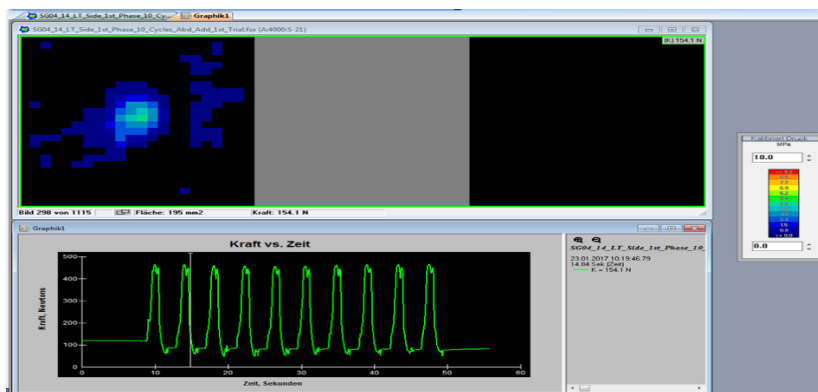 SG04_14_LT_Side_1st_Phase_10_Cy... Graphik1
SG04_14_LT_Side_1st_Phase_10_Cycles_Abd_Add_1st_Trial.fsx (A:4000:S-21)
[K] 154.1 N
Bild 298 von 1115 Fläche: 195 mm2 Kraft: 154.1 N
Kalibriert Druck
MPa
10.0
0.0
Graphik1
Kraft vs. Zeit
Kraft, Newtons
500
400
300
200
100
0
0 10 20 30 40 50 60
Zeit, Sekunden
SG04_14_LT_Side_1st_Phase_10_
23.01.2017 10:19:46.79
14.84 Sek [Zeit]
K = 154.1 N